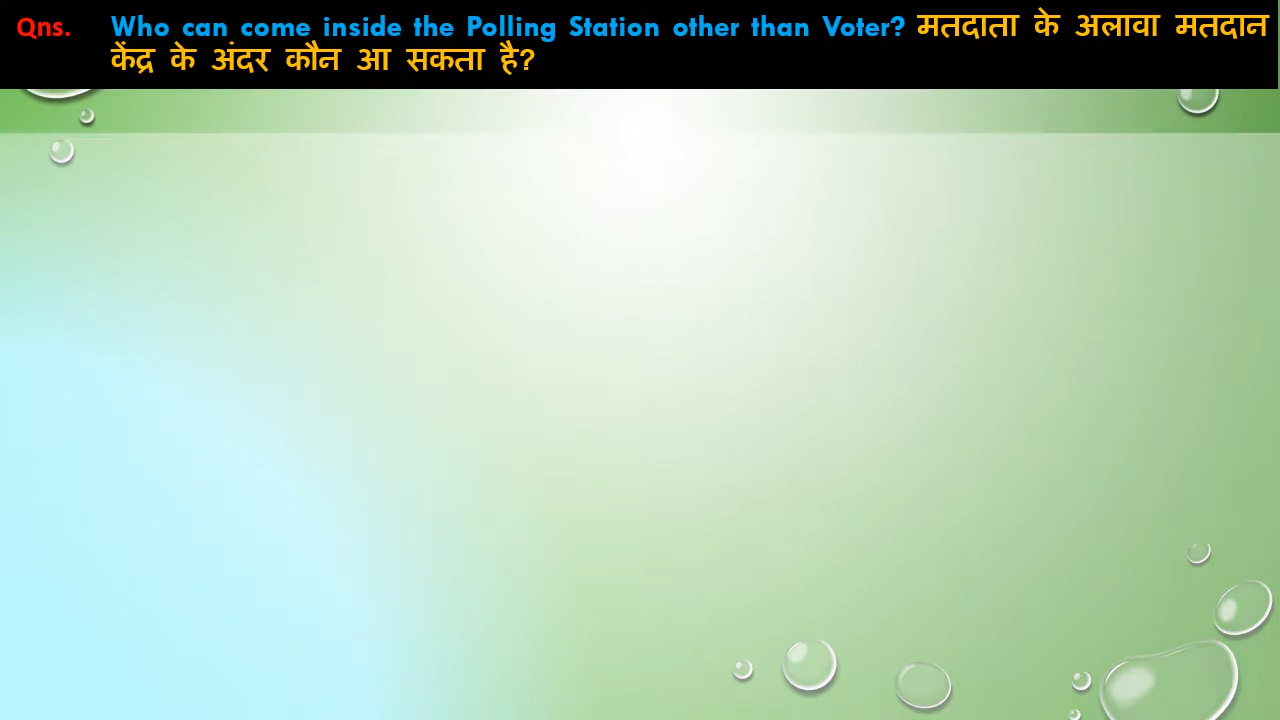 Qns. Who can come inside the Polling Station other than Voter? मतदाता के अलावा मतदान
केंद्र के अंदर कौन आ सकता है?